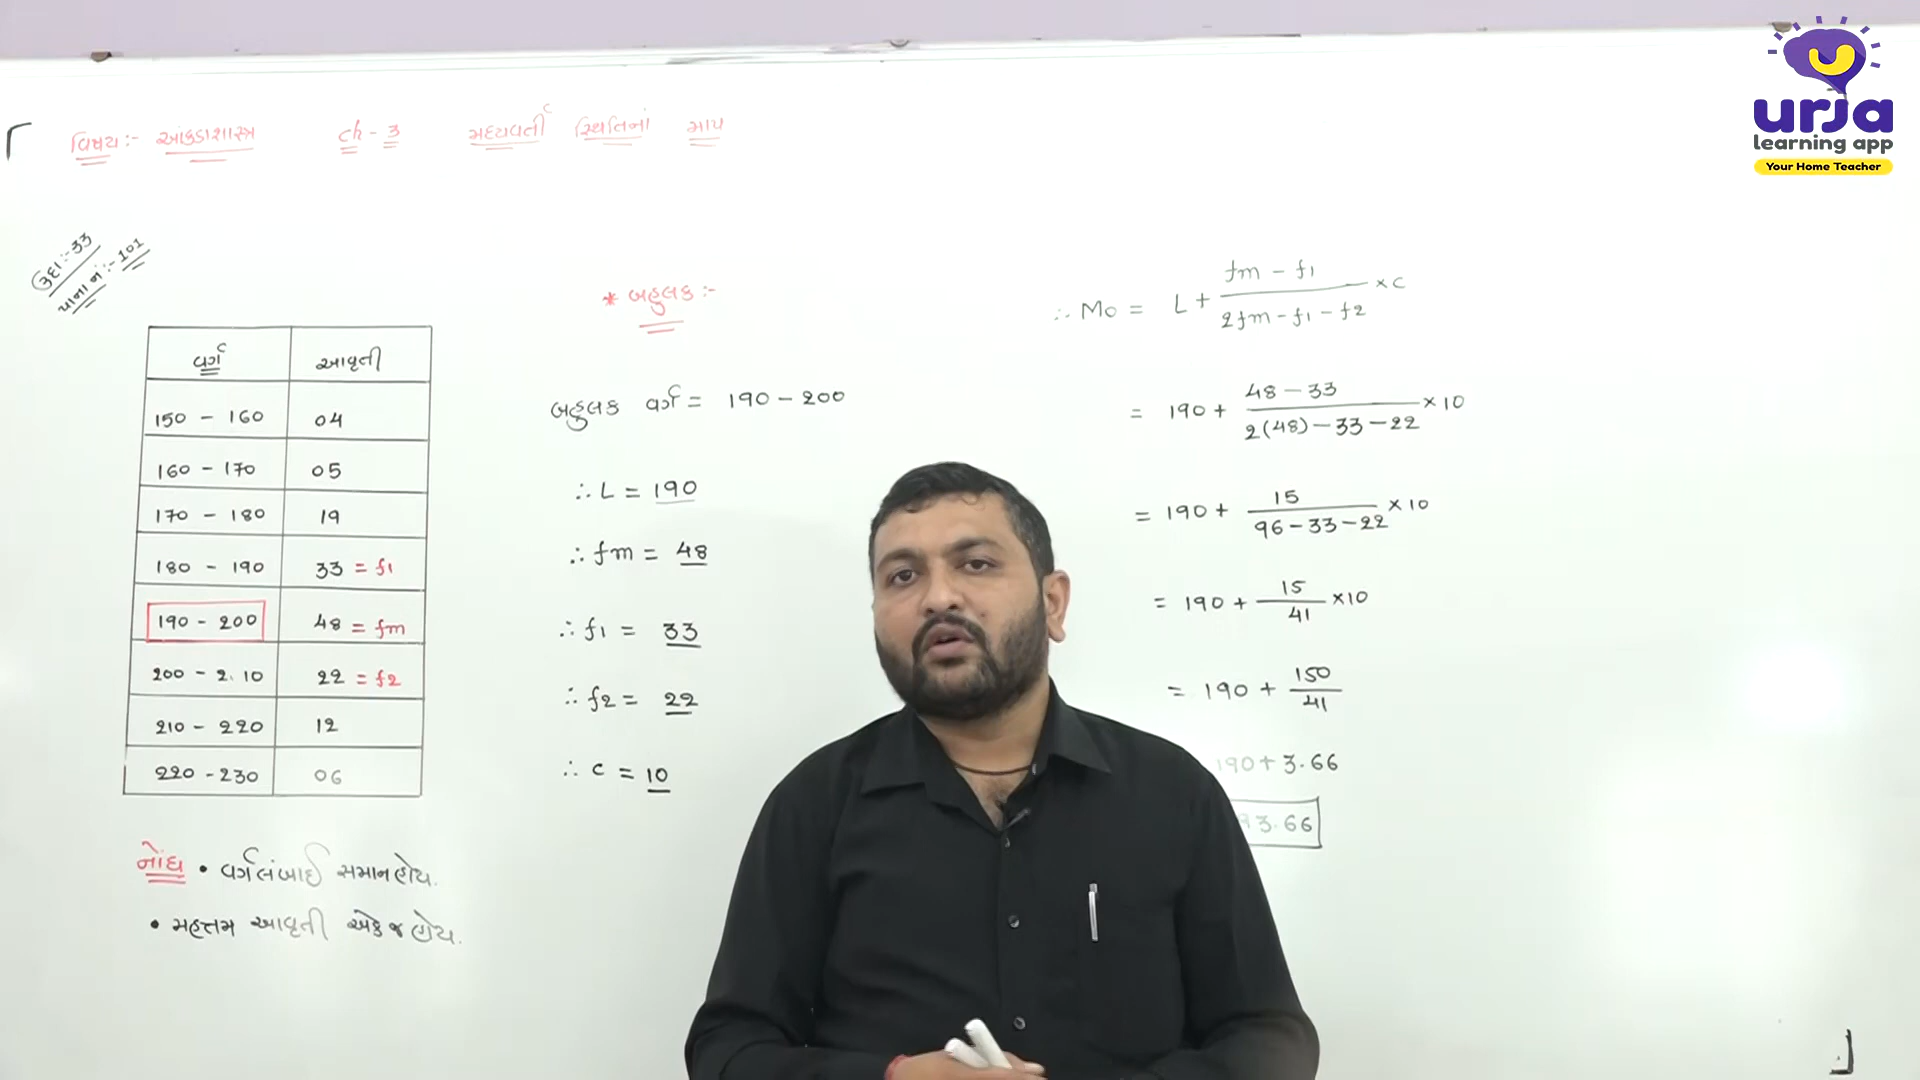 વિષય:- આંકડાશાસ્ત્ર ch - 3 મધ્યવર્તી સ્થિતિનાં માપ
ઉદા:- 33
પાના નં:- 101
વર્ગ આવૃતી
150 - 160 04
160 - 170 05
170 - 180 19
180 - 190 33 = f1
190 - 200 48 = fm
200 - 2.10 22 = f2
210 - 220 12
220 - 230 06
નોંધ • વર્ગલંબાઈ સમાન હોય.
• મહત્તમ આવૃતી એક જ હોય.
* બહુલક :-
બહુલક વર્ગ = 190 - 200
∴ L = 190
∴ fm = 48
∴ f1 = 33
∴ f2 = 22
∴ c = 10
∴ Mo = L + fm - f1 / 2fm - f1 - f2 × c
= 190 + 48 - 33 / 2(48) - 33 - 22 × 10
= 190 + 15 / 96 - 33 - 22 × 10
= 190 + 15 / 41 × 10
= 190 + 150 / 41
190 + 3.66
93.66
urja
learning app
Your Home Teacher